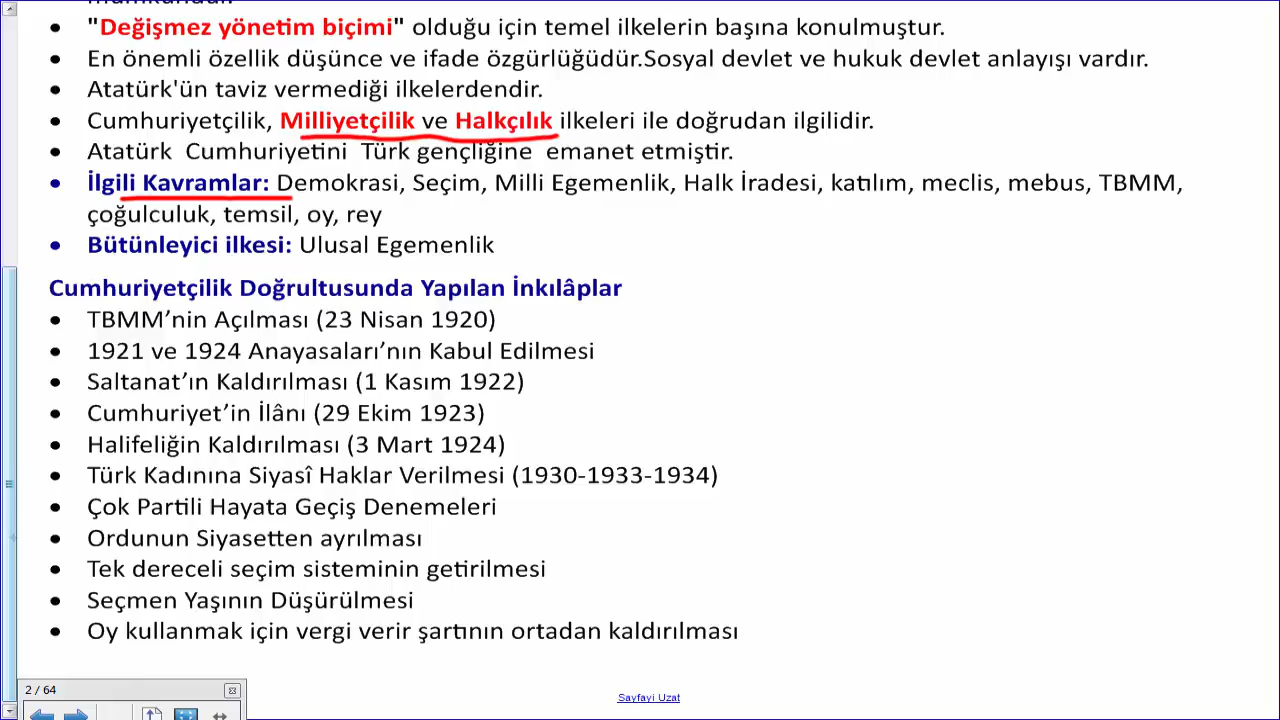 • "Değişmez yönetim biçimi" olduğu için temel ilkelerin başına konulmuştur.
• En önemli özellik düşünce ve ifade özgürlüğüdür.Sosyal devlet ve hukuk devlet anlayışı vardır.
• Atatürk'ün taviz vermediği ilkelerdendir.
• Cumhuriyetçilik, Milliyetçilik ve Halkçılık ilkeleri ile doğrudan ilgilidir.
• Atatürk Cumhuriyetini Türk gençliğine emanet etmiştir.
• İlgili Kavramlar: Demokrasi, Seçim, Milli Egemenlik, Halk İradesi, katılım, meclis, mebus, TBMM,
çoğulculuk, temsil, oy, rey
• Bütünleyici ilkesi: Ulusal Egemenlik
Cumhuriyetçilik Doğrultusunda Yapılan İnkılâplar
• TBMM’nin Açılması (23 Nisan 1920)
• 1921 ve 1924 Anayasaları’nın Kabul Edilmesi
• Saltanat’ın Kaldırılması (1 Kasım 1922)
• Cumhuriyet’in İlânı (29 Ekim 1923)
• Halifeliğin Kaldırılması (3 Mart 1924)
• Türk Kadınına Siyasî Haklar Verilmesi (1930-1933-1934)
• Çok Partili Hayata Geçiş Denemeleri
• Ordunun Siyasetten ayrılması
• Tek dereceli seçim sisteminin getirilmesi
• Seçmen Yaşının Düşürülmesi
• Oy kullanmak için vergi verir şartının ortadan kaldırılması
2 / 64
Sayfayi Uzat